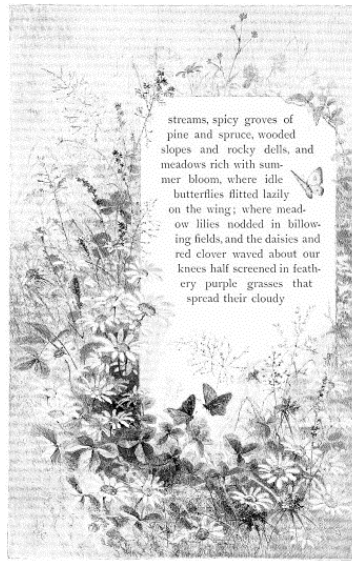 streams, spicy groves of
pine and spruce, wooded
slopes and rocky dells, and
meadows rich with sum-
mer bloom, where idle
butterflies flitted lazily
on the wing; where mead-
ow lilies nodded in billow-
ing fields, and the daisies and
red clover waved about our
knees half screened in feath-
ery purple grasses that
spread their cloudy